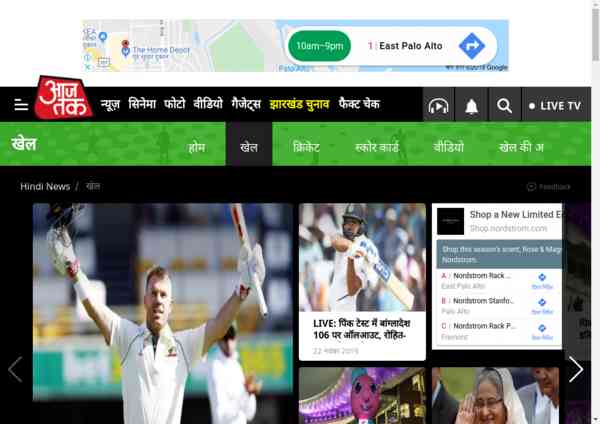 The Home Depot
10am–9pm
1 | East Palo Alto
Palo Alto
©2019 Google
आज तक
न्यूज़ सिनेमा फोटो वीडियो गैजेट्स झारखंड चुनाव फैक्ट चेक
LIVE TV
खेल
होम खेल क्रिकेट स्कोर कार्ड वीडियो खेल की अ
Hindi News / खेल
Feedback
Shop a New Limited E
Shop.nordstrom.com
Shop this season's scent, Rose & Mag
Nordstrom.
A | Nordstrom Rack ...
East Palo Alto
B | Nordstrom Stanfo...
Palo Alto
C | Nordstrom Rack P...
Fremont
LIVE: पिंक टेस्ट में बांग्लादेश
106 पर ऑलआउट, रोहित-
22 नवंबर 2019